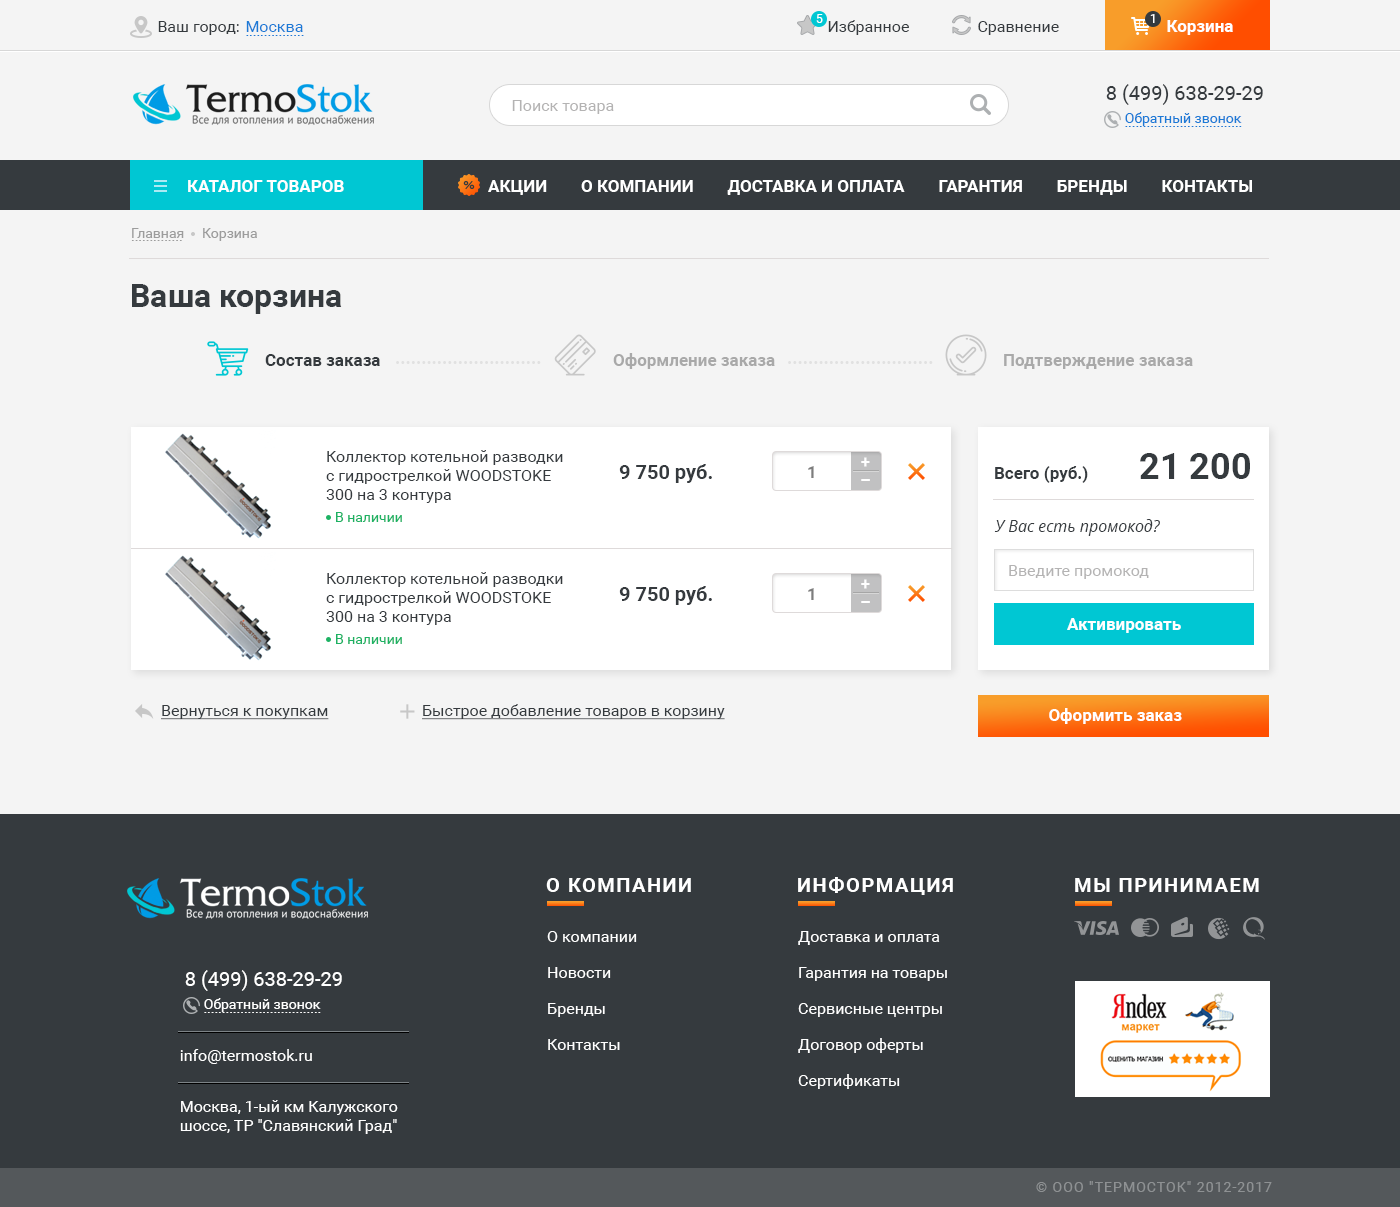 Ваш город: Москва
5
Избранное
Сравнение
1
Корзина
TermoStok
Все для отопления и водоснабжения
Поиск товара
8 (499) 638-29-29
Обратный звонок
КАТАЛОГ ТОВАРОВ
% АКЦИИ
О КОМПАНИИ
ДОСТАВКА И ОПЛАТА
ГАРАНТИЯ
БРЕНДЫ
КОНТАКТЫ
Главная • Корзина
Ваша корзина
Состав заказа
Оформление заказа
Подтверждение заказа
Коллектор котельной разводки
с гидрострелкой WOODSTOKE
300 на 3 контура
• В наличии
9 750 руб.
1
+
−
Коллектор котельной разводки
с гидрострелкой WOODSTOKE
300 на 3 контура
• В наличии
9 750 руб.
1
+
−
Всего (руб.) 21 200
У Вас есть промокод?
Введите промокод
Активировать
Вернуться к покупкам
Быстрое добавление товаров в корзину
Оформить заказ
TermoStok
Все для отопления и водоснабжения
8 (499) 638-29-29
Обратный звонок
info@termostok.ru
Москва, 1-ый км Калужского
шоссе, ТР "Славянский Град"
О КОМПАНИИ
О компании
Новости
Бренды
Контакты
ИНФОРМАЦИЯ
Доставка и оплата
Гарантия на товары
Сервисные центры
Договор оферты
Сертификаты
МЫ ПРИНИМАЕМ
VISA
Яndex
маркет
ОЦЕНИТЬ МАГАЗИН
© ООО "ТЕРМОСТОК" 2012-2017